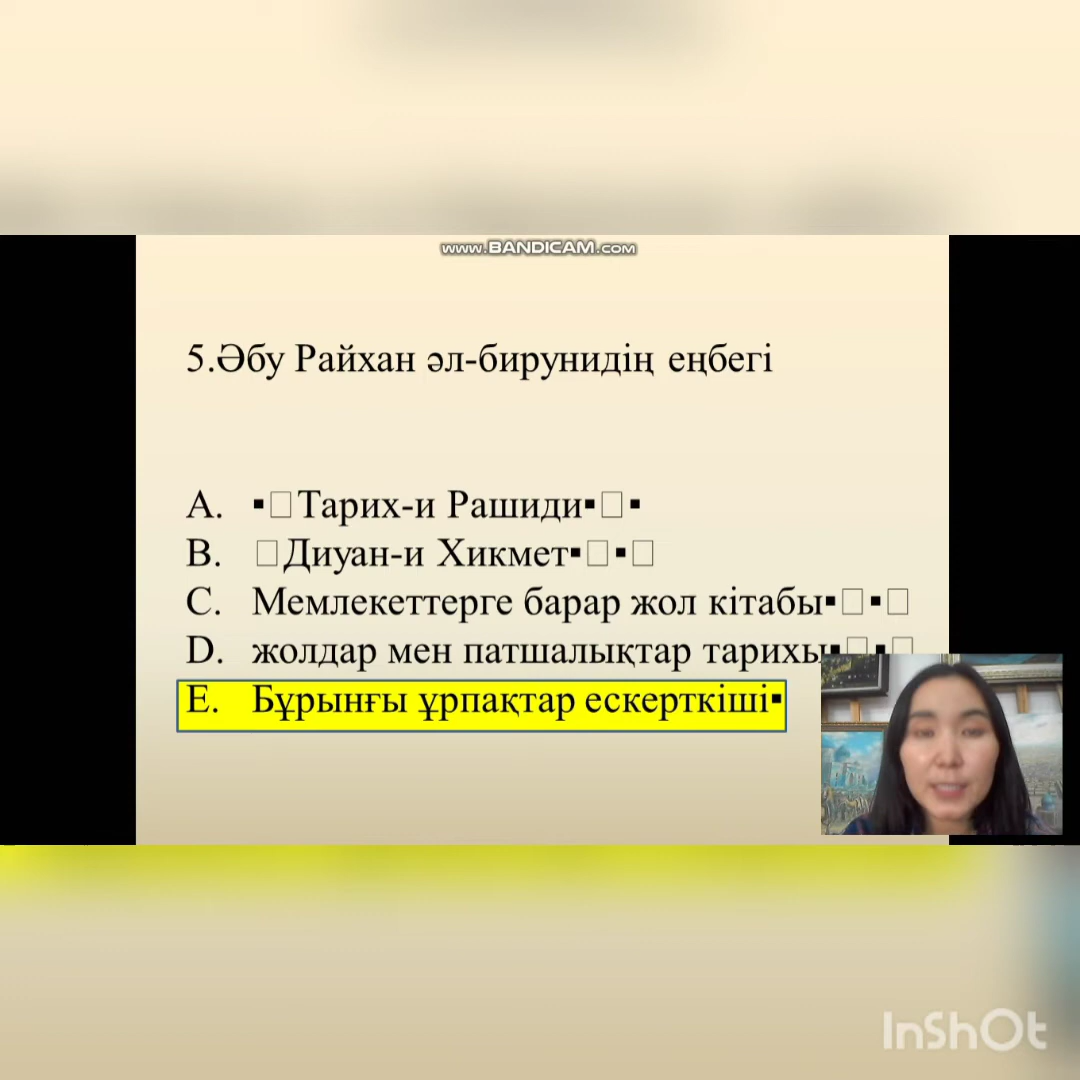 www.BANDICAM.com
5.Әбу Райхан әл-бирунидің еңбегі
A. ▪□Тарих-и Рашиди▪□▪
B. □Диуан-и Хикмет▪□▪□
C. Мемлекеттерге барар жол кітабы▪□▪□
D. жолдар мен патшалықтар тарихы▪□▪□
E. Бұрынғы ұрпақтар ескерткіші▪
InShOt